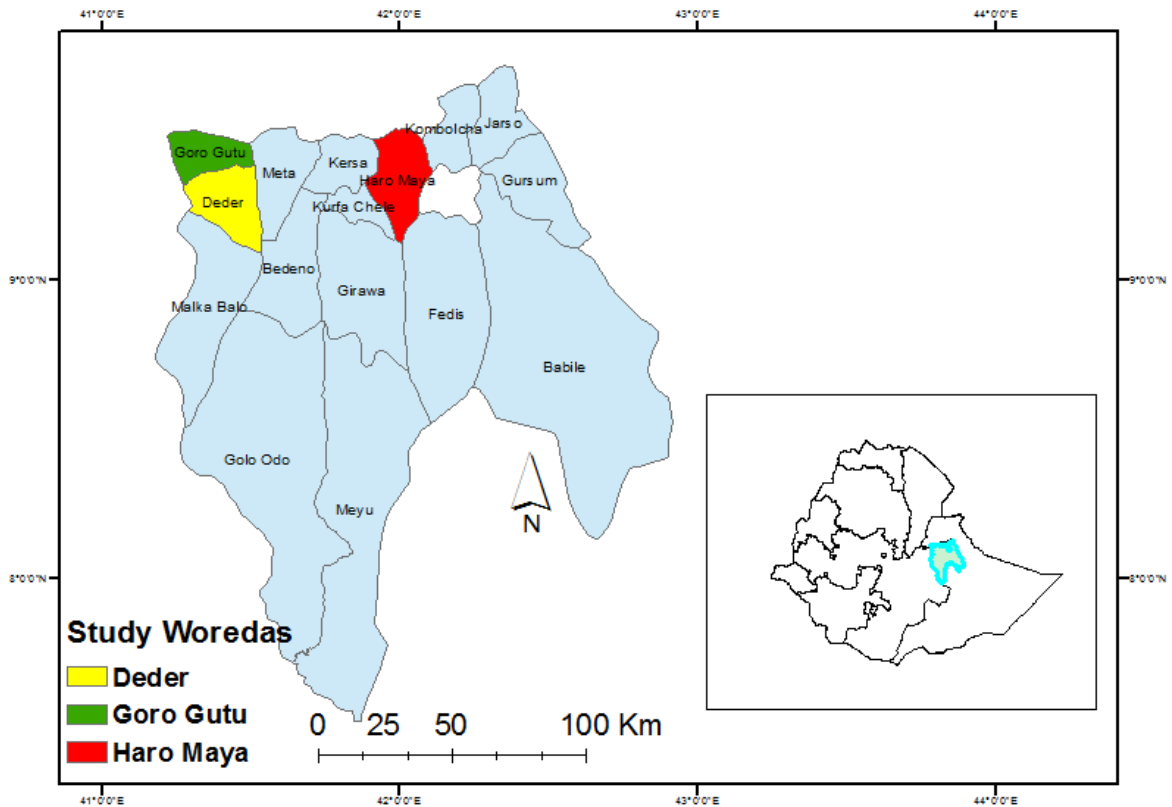 41°0'0"E 42°0'0"E 43°0'0"E 44°0'0"E
Kombolcha Jarso
Goro Gutu Meta Kersa Haro Maya Gursum
Deder Kurfa Chele
9°0'0"N Bedeno 9°0'0"N
Malka Balo Girawa Fedis
Babile
Golo Odo
Meyu
N
8°0'0"N 8°0'0"N
Study Woredas
Deder
Goro Gutu
Haro Maya
0 25 50 100 Km
41°0'0"E 42°0'0"E 43°0'0"E 44°0'0"E